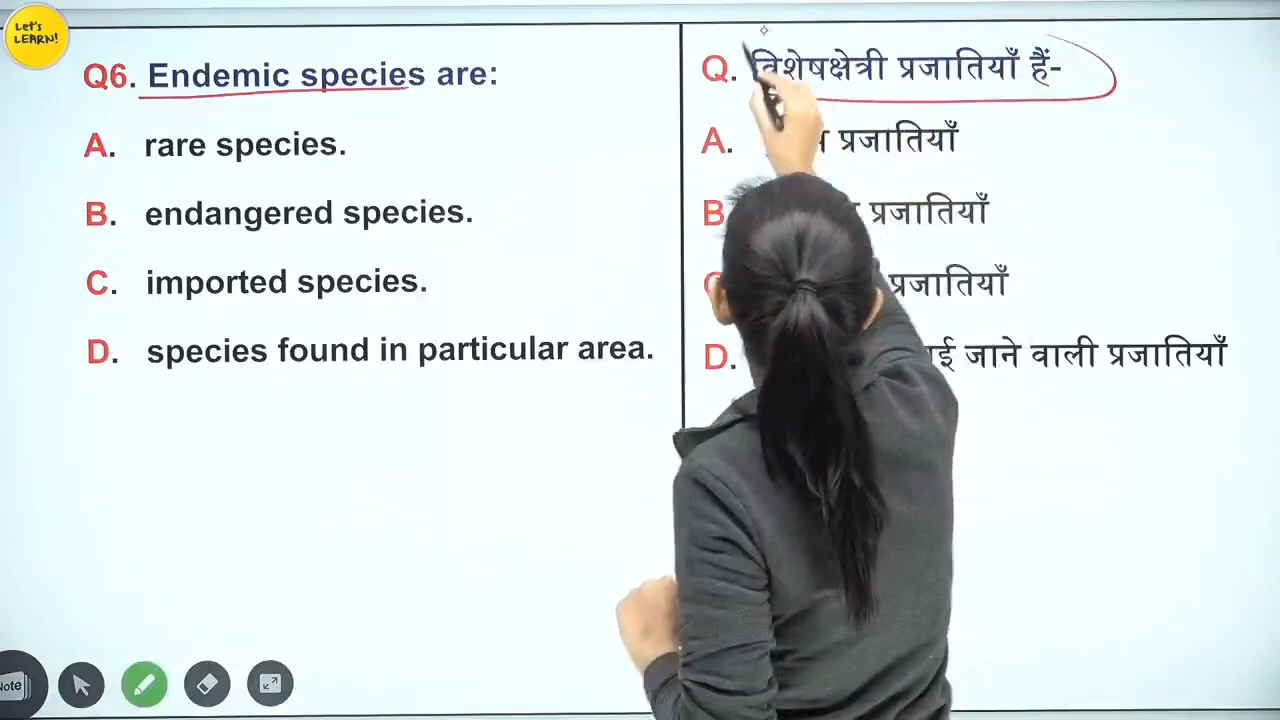 Let's
LEARN!
Q6. Endemic species are:
A. rare species.
B. endangered species.
C. imported species.
D. species found in particular area.
Q. विशेषक्षेत्री प्रजातियाँ हैं-
A. प्रजातियाँ
B प्रजातियाँ
प्रजातियाँ
D. जाने वाली प्रजातियाँ
Note